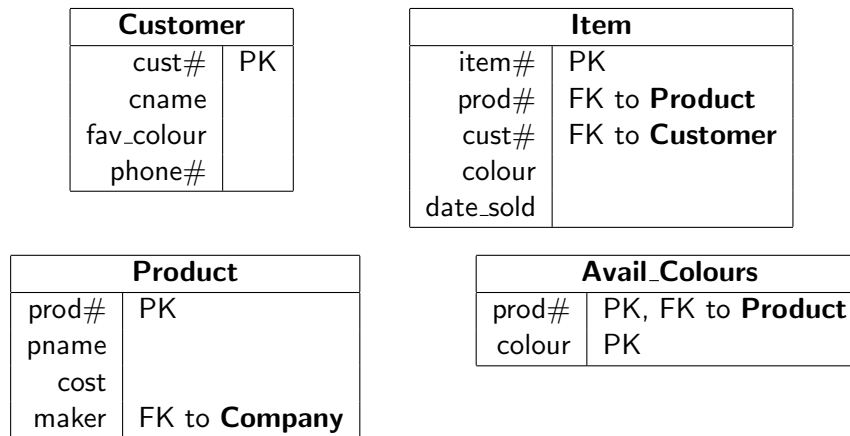 Customer
cust# PK
cname
fav_colour
phone#
Item
item# PK
prod# FK to Product
cust# FK to Customer
colour
date_sold
Product
prod# PK
pname
cost
maker FK to Company
Avail_Colours
prod# PK, FK to Product
colour PK